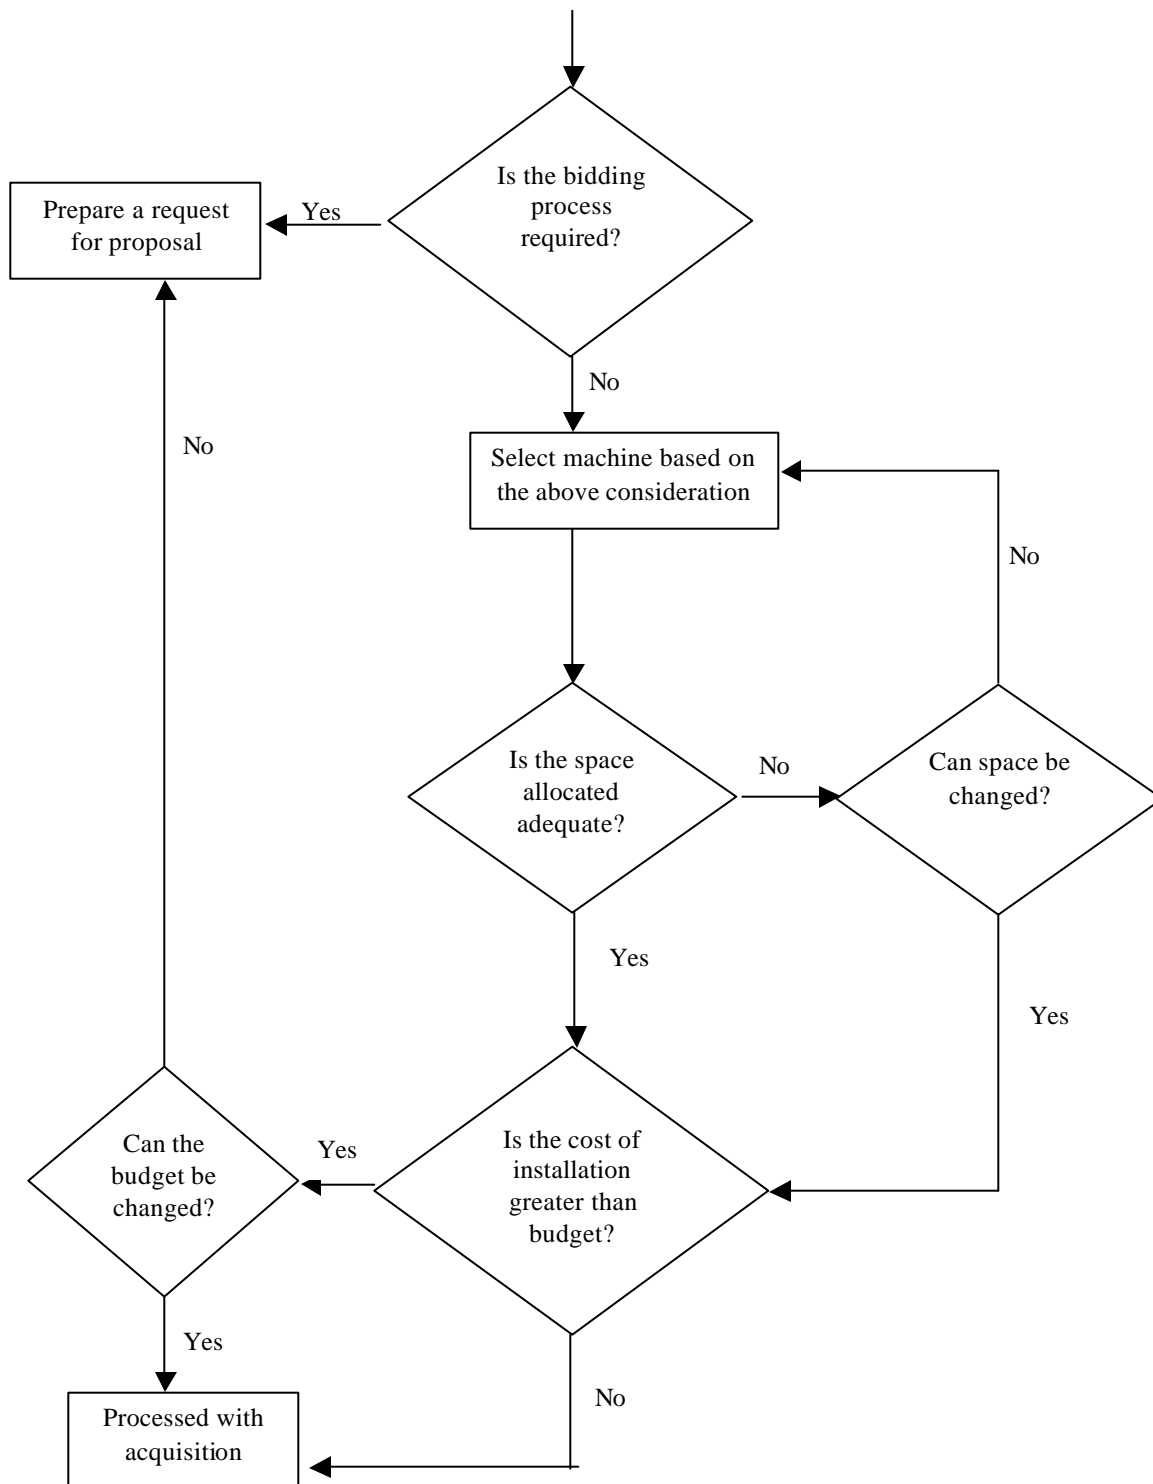 Is the bidding
process
required?
Yes
Prepare a request
for proposal
No
Select machine based on
the above consideration
No
No
Is the space
allocated
adequate?
No
Can space be
changed?
Yes
Yes
Is the cost of
installation
greater than
budget?
Yes
Can the
budget be
changed?
Yes
No
Processed with
acquisition